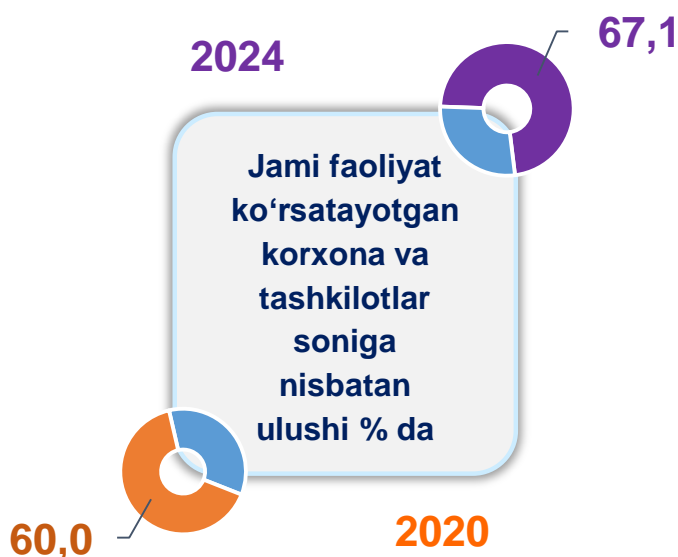 67,1
2024
Jami faoliyat
ko‘rsatayotgan
korxona va
tashkilotlar
soniga
nisbatan
ulushi % da
60,0
2020